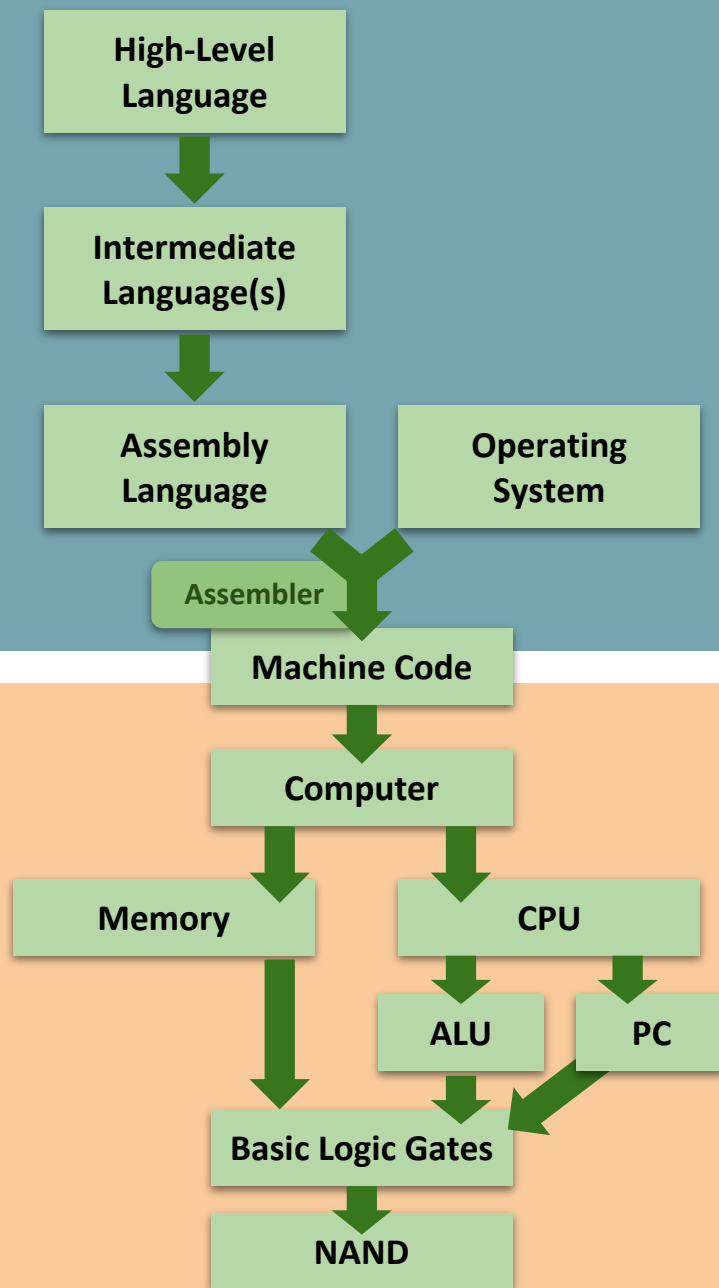 High-Level
Language
Intermediate
Language(s)
Assembly
Language
Operating
System
Assembler
Machine Code
Computer
Memory
CPU
ALU
PC
Basic Logic Gates
NAND